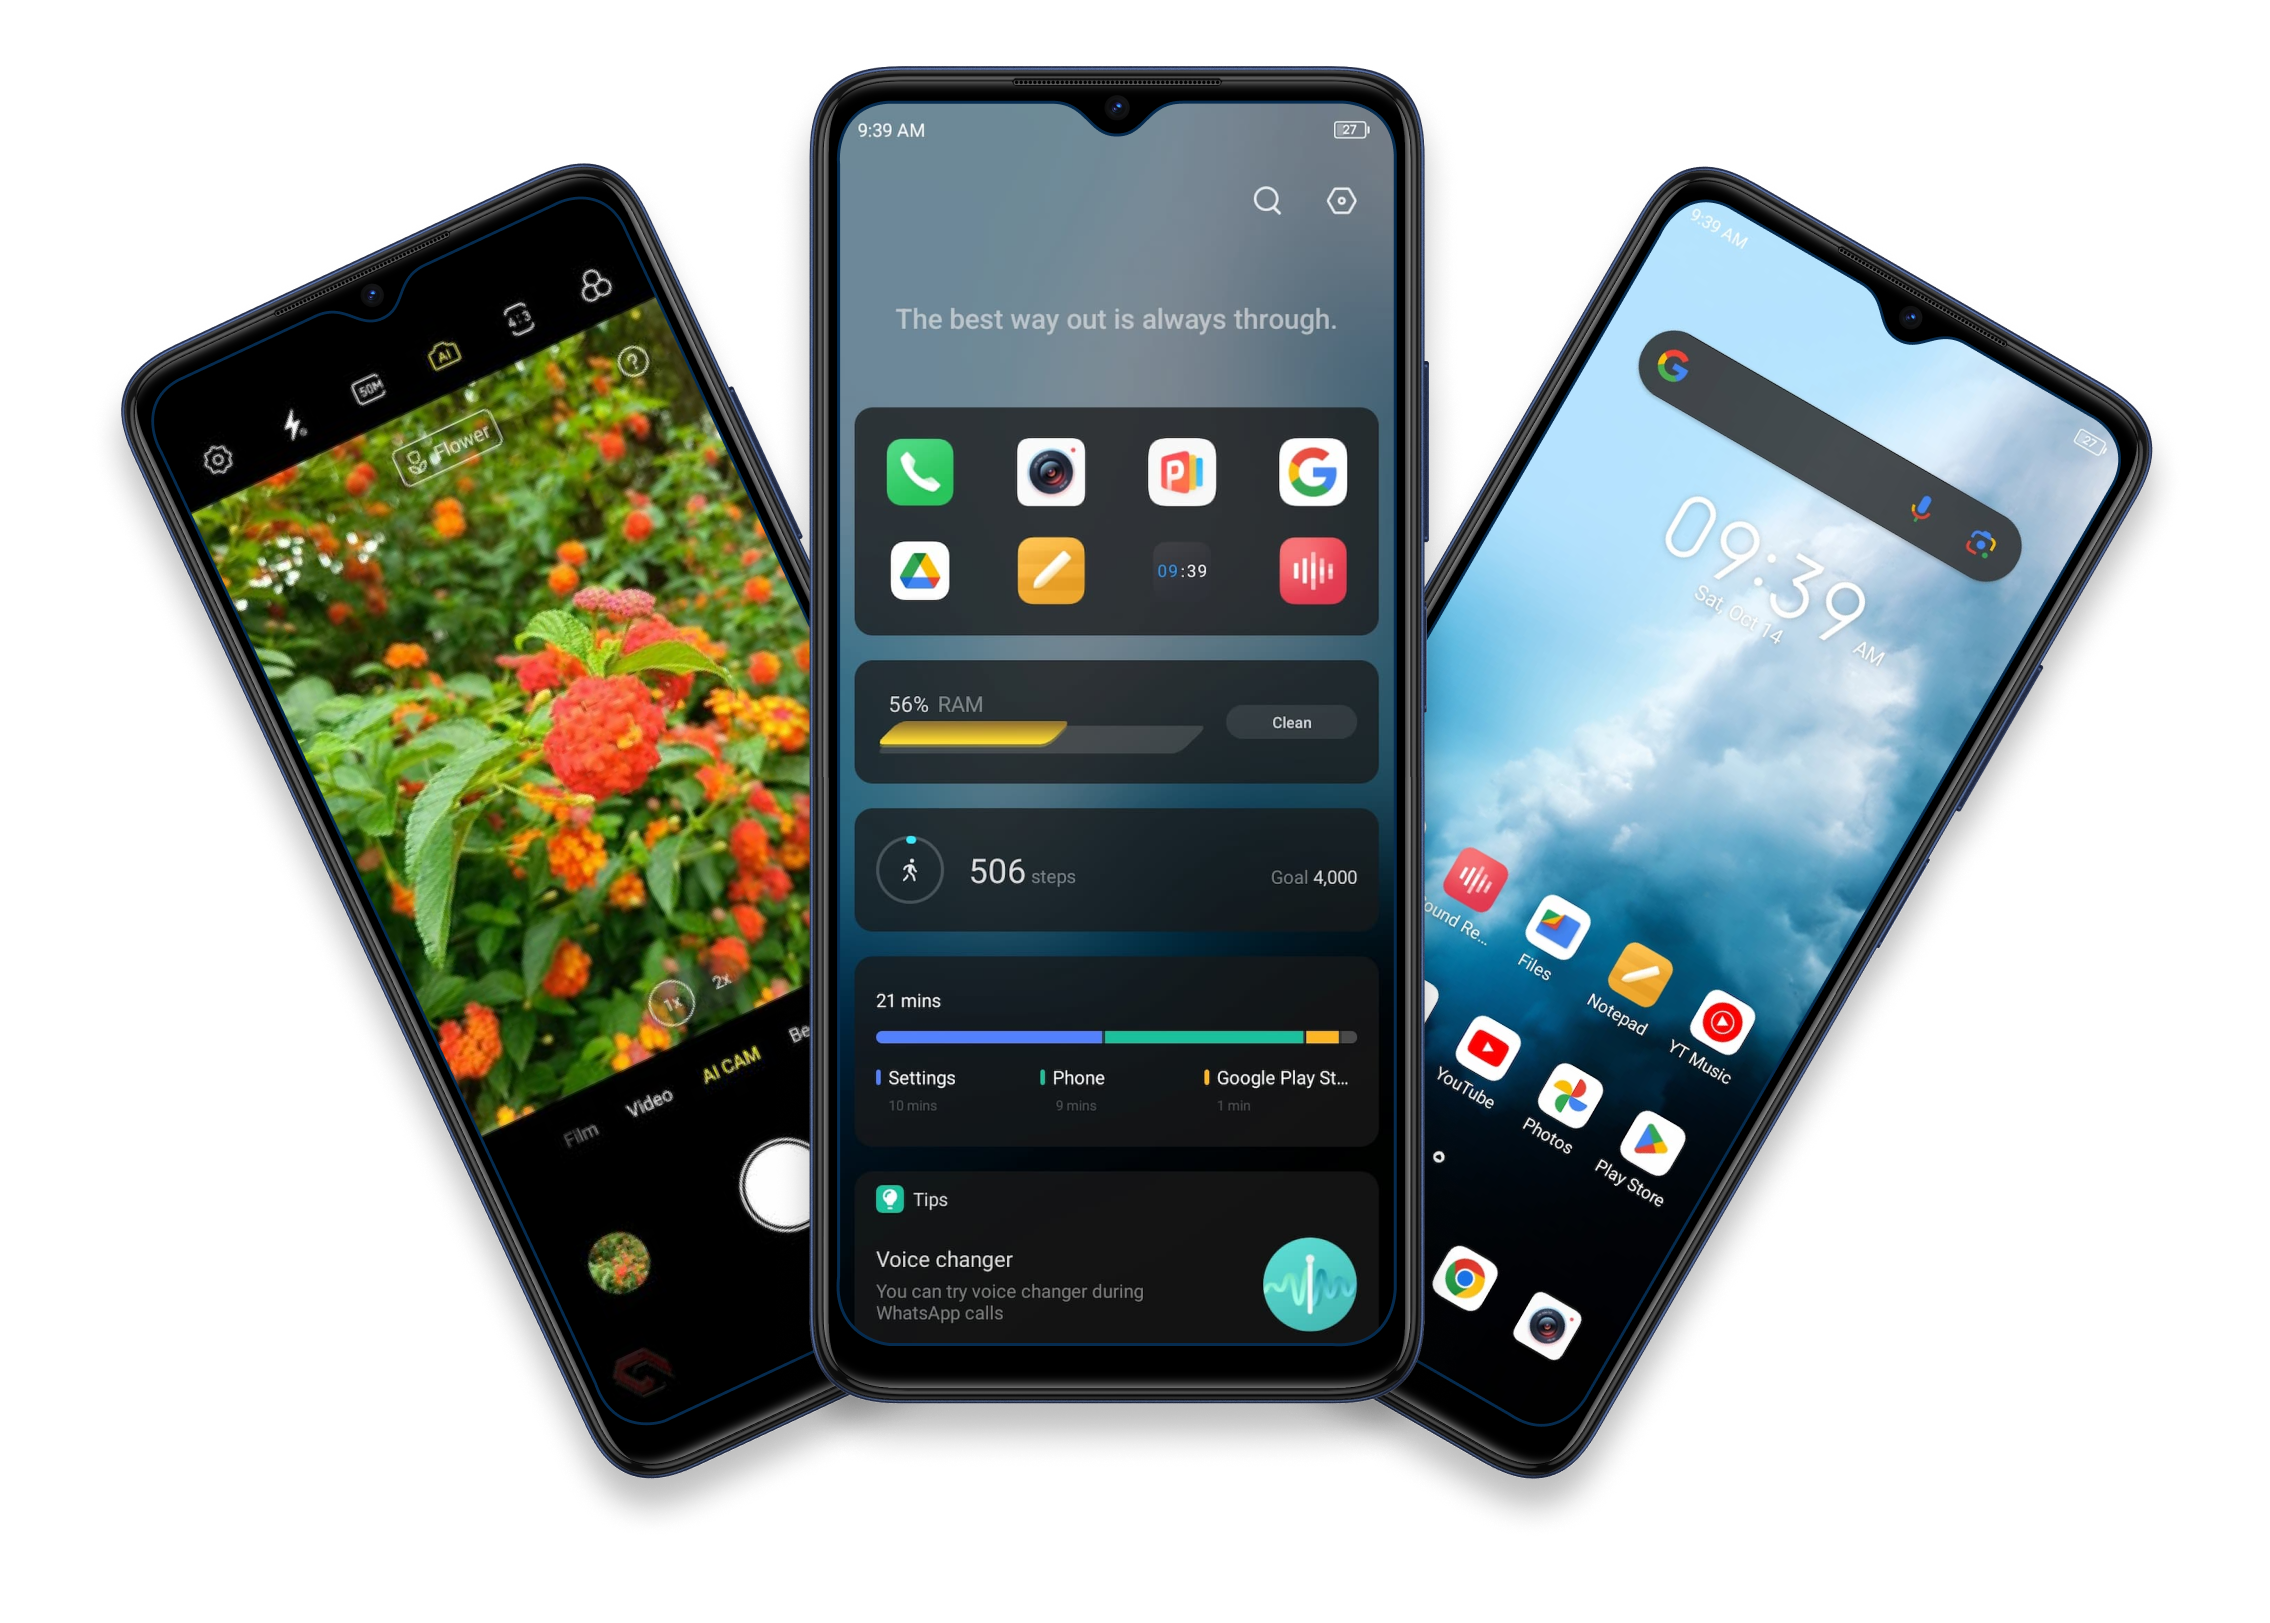 50M
AI
4:3
?
Flower
1x
2x
Film
Video
AI CAM
Be
9:39 AM
27
The best way out is always through.
P
G
09:39
56% RAM
Clean
506 steps
Goal 4,000
21 mins
Settings
Phone
Google Play St...
10 mins
9 mins
1 min
Tips
Voice changer
You can try voice changer during
WhatsApp calls
9:39 AM
27
G
09:39 AM
Sat, Oct 14
ound Re...
Files
Notepad
YT Music
YouTube
Photos
Play Store